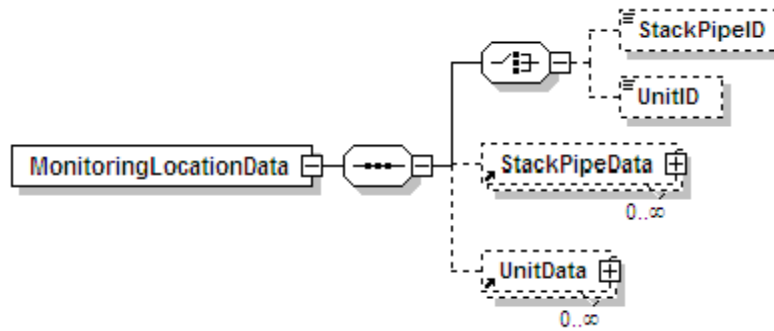 StackPipeID
UnitID
MonitoringLocationData
StackPipeData
0..∞
UnitData
0..∞